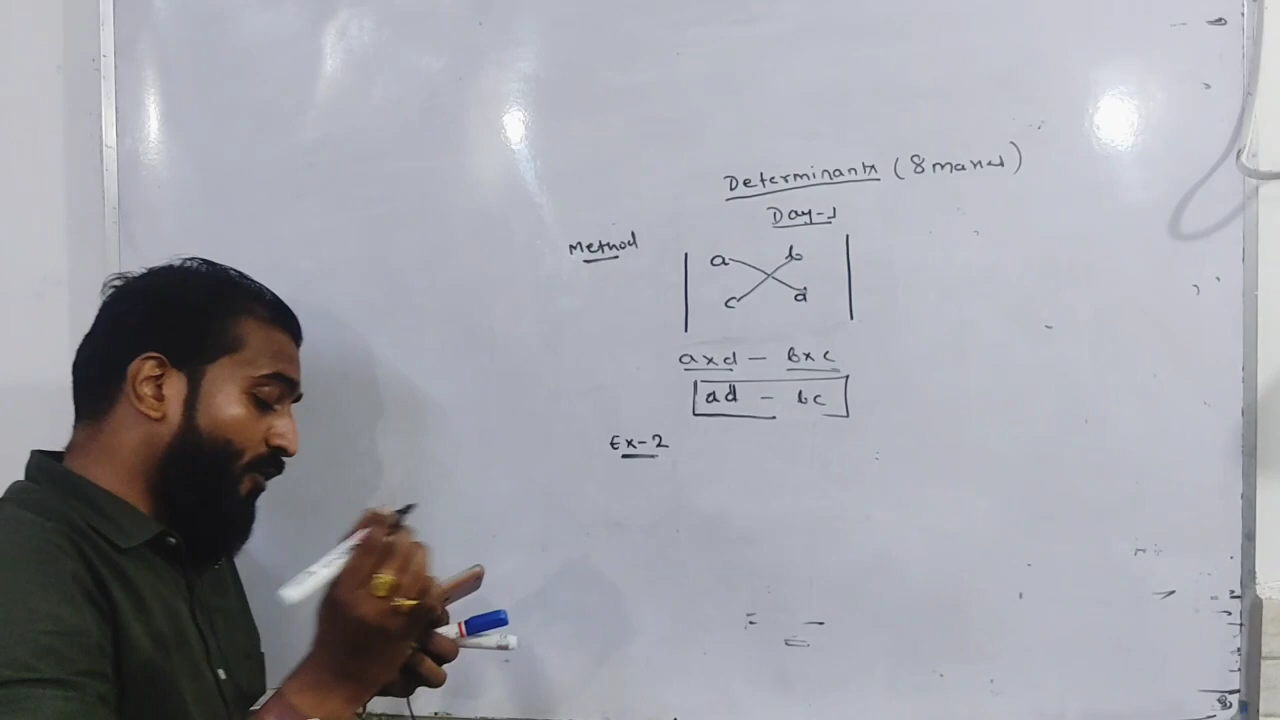 Determinants (8 marks)
Day-1
Method
a b
c d
a×d - b×c
ad - bc
Ex-2